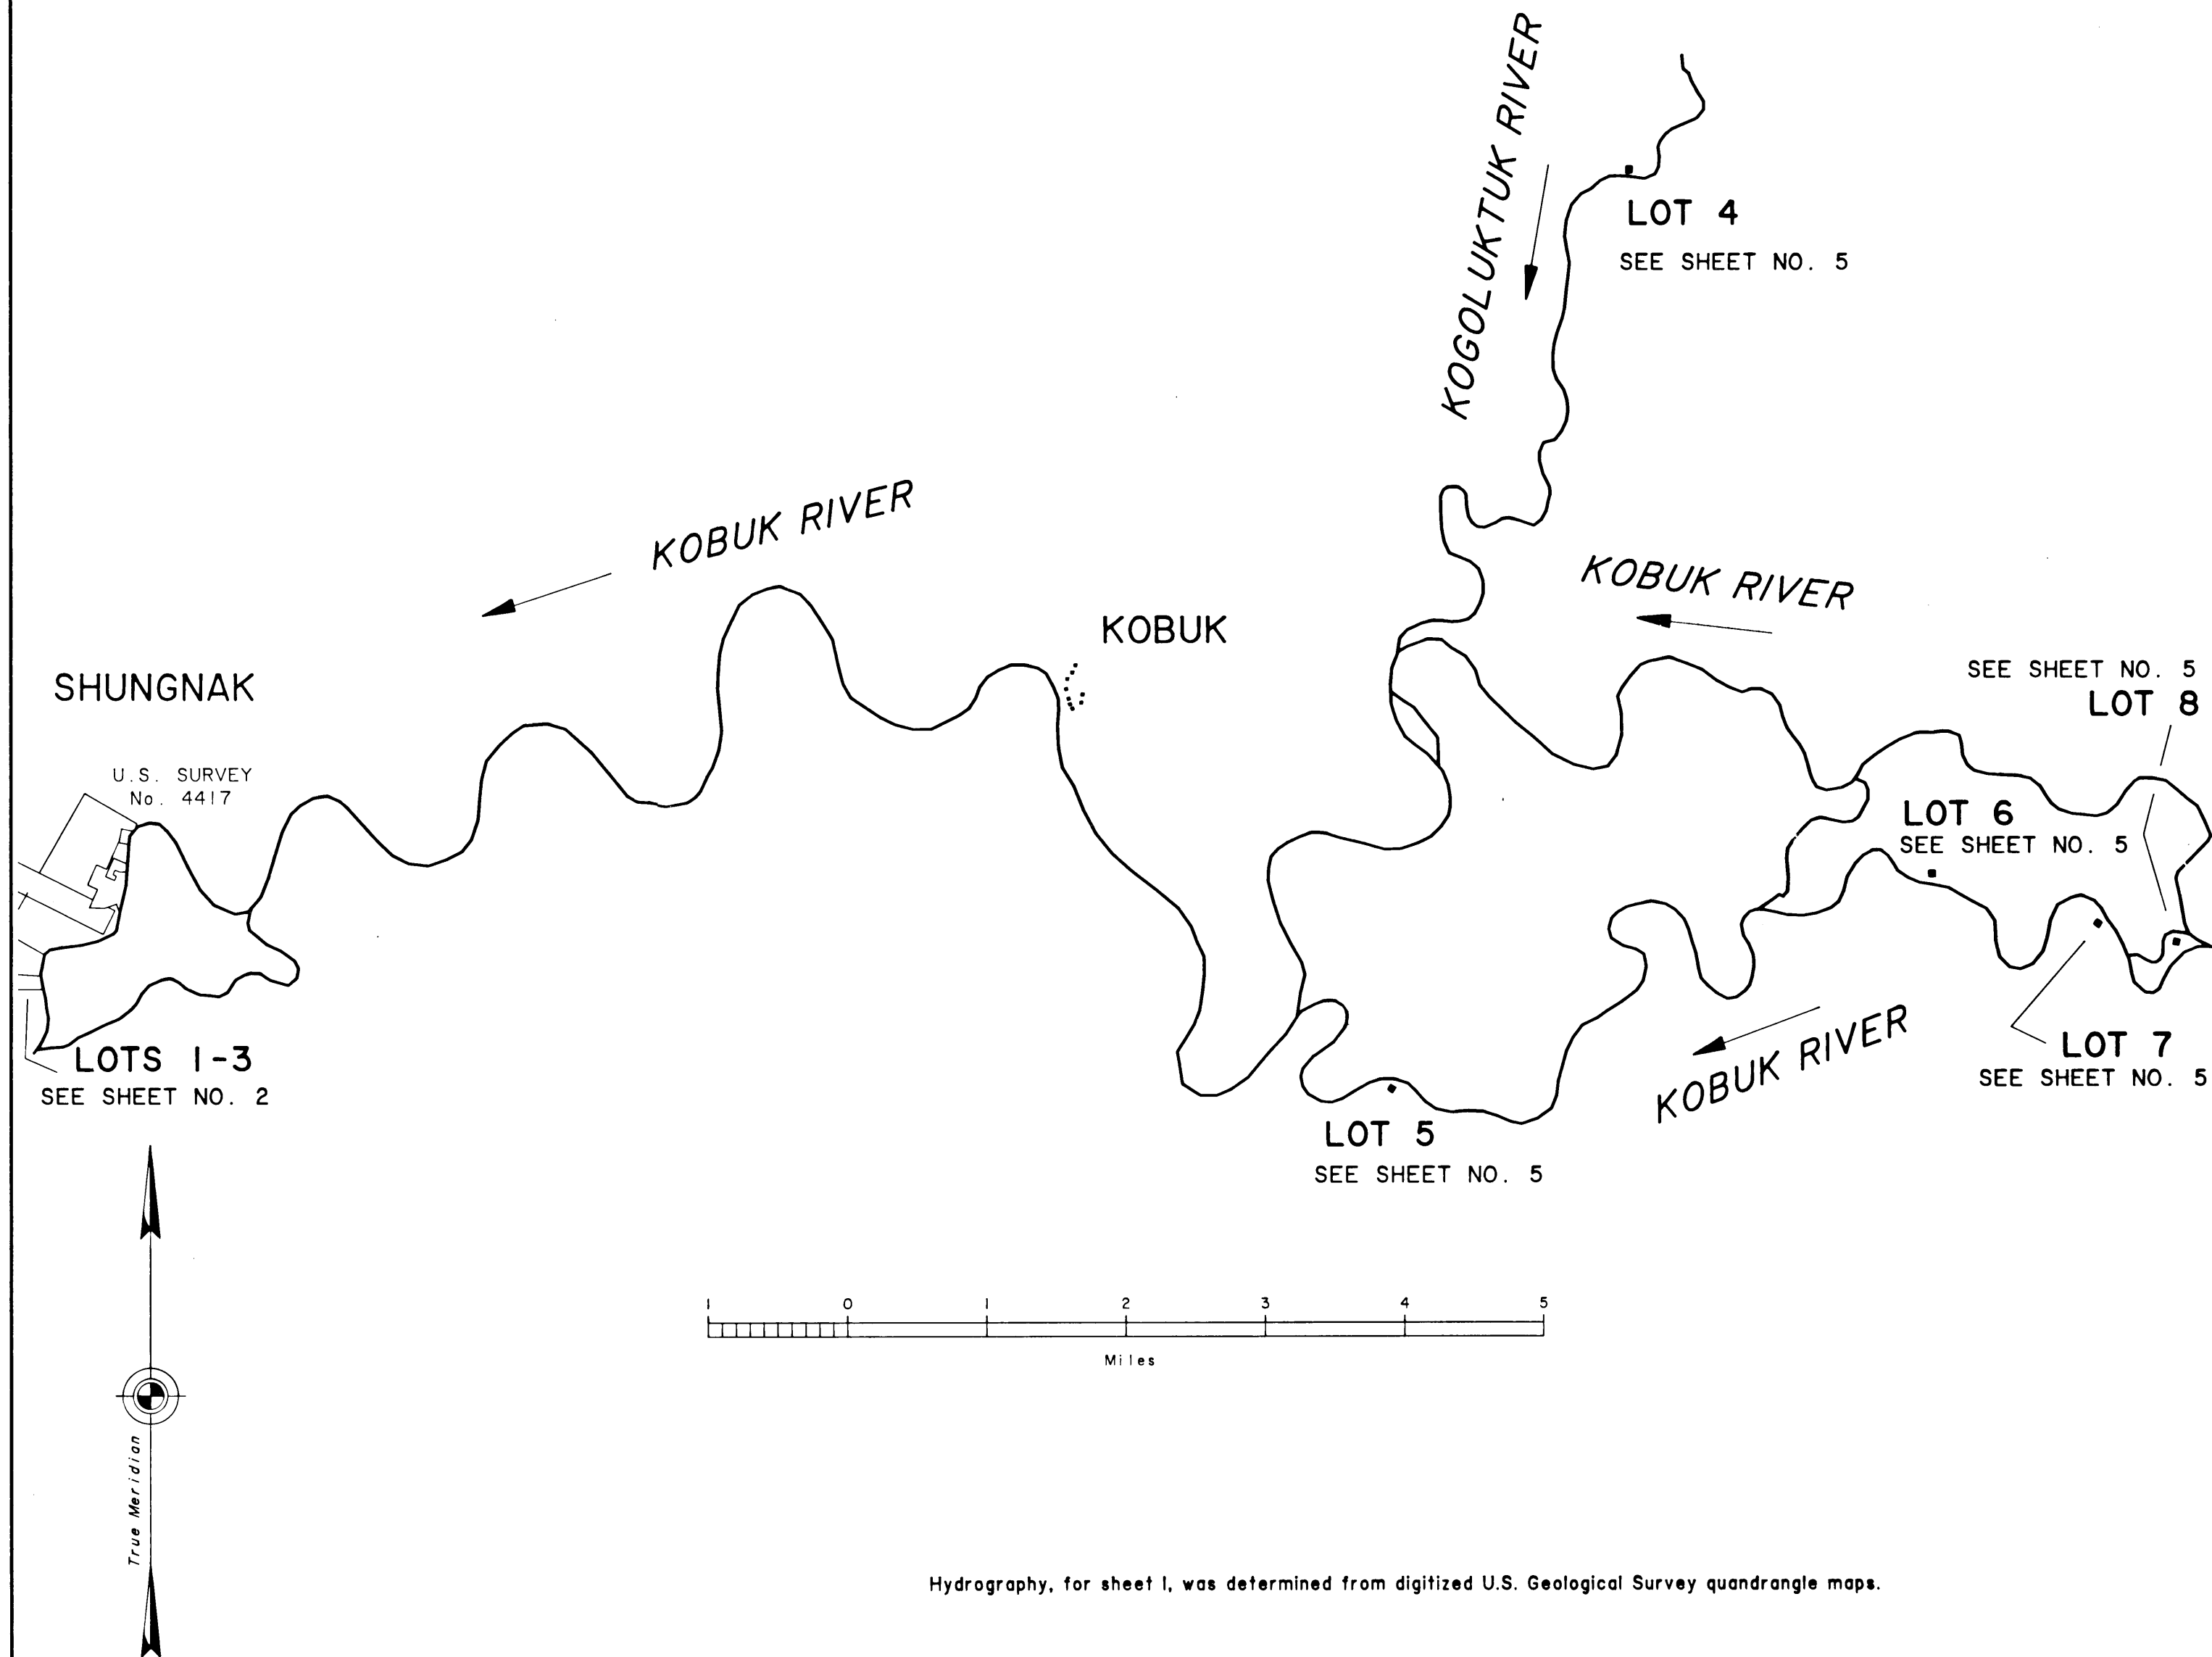 KOGOLUKTUK RIVER
LOT 4
SEE SHEET NO. 5
KOBUK RIVER
KOBUK RIVER
KOBUK
SHUNGNAK
SEE SHEET NO. 5
LOT 8
U.S. SURVEY
No. 4417
LOT 6
SEE SHEET NO. 5
KOBUK RIVER
LOT 7
SEE SHEET NO. 5
LOTS 1-3
SEE SHEET NO. 2
LOT 5
SEE SHEET NO. 5
1 0 1 2 3 4 5
Miles
True Meridian
Hydrography, for sheet 1, was determined from digitized U.S. Geological Survey quandrangle maps.